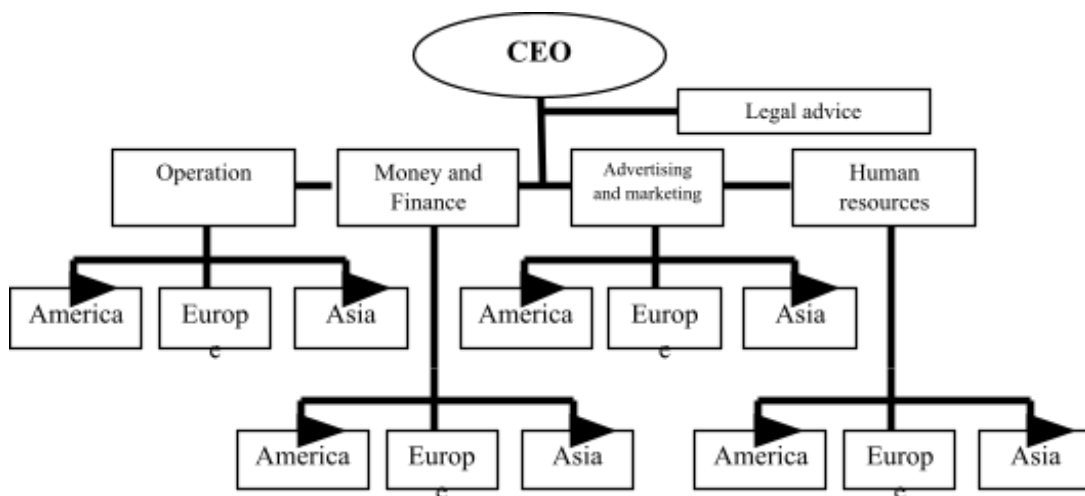 CEO
Legal advice
Operation
Money and
Finance
Advertising
and marketing
Human
resources
America
Europ
e
Asia
America
Europ
e
Asia
America
Europ
e
Asia
America
Europ
e
Asia